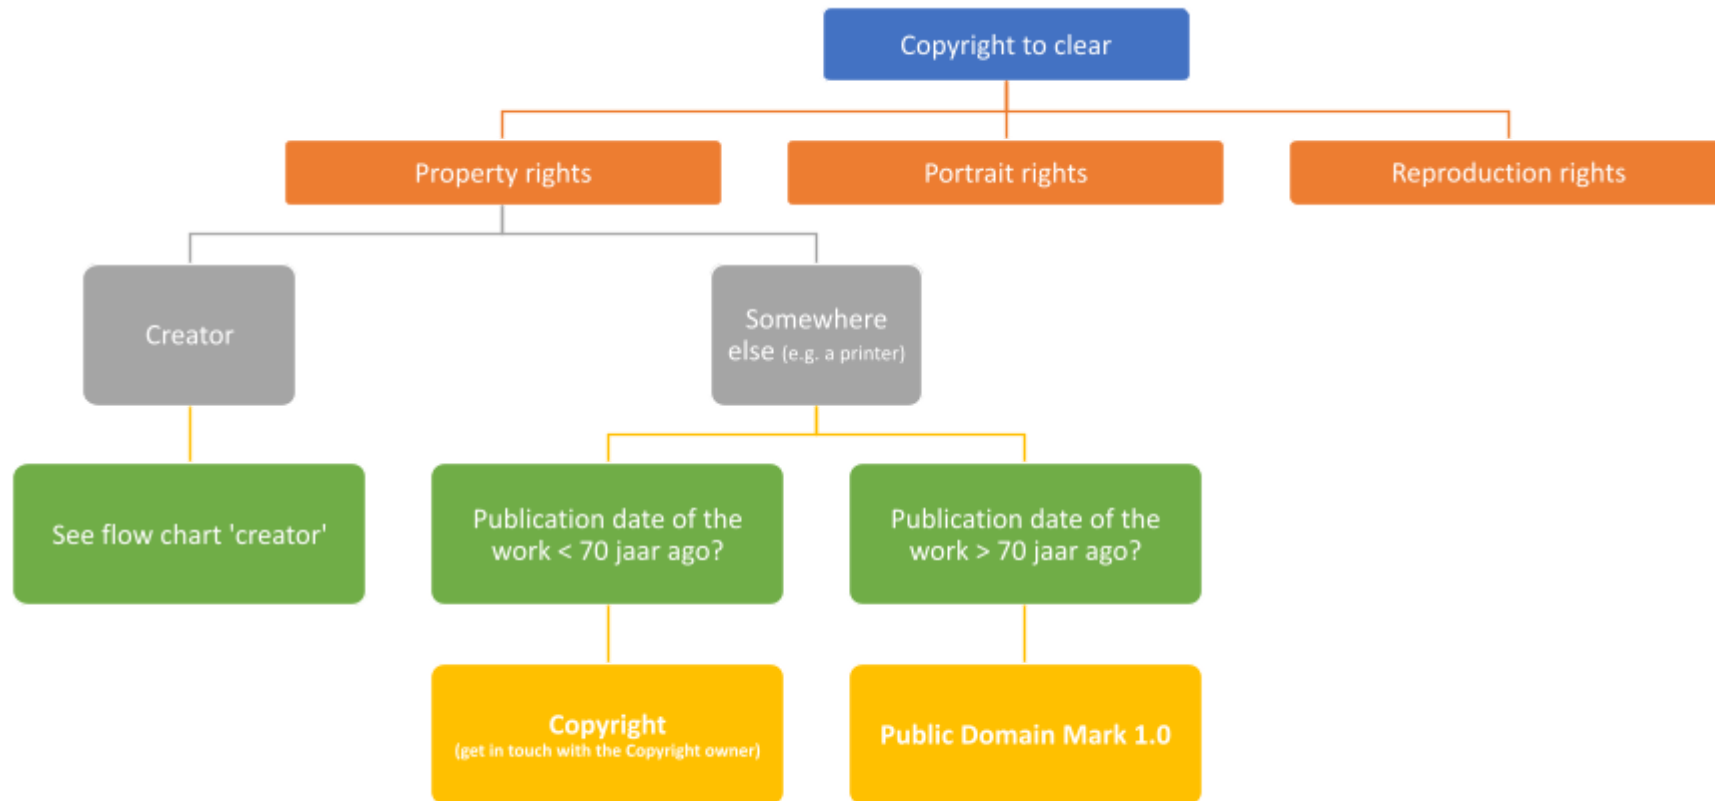 Copyright to clear
Property rights
Portrait rights
Reproduction rights
Creator
Somewhere
else (e.g. a printer)
See flow chart 'creator'
Publication date of the
work < 70 jaar ago?
Publication date of the
work > 70 jaar ago?
Copyright
(get in touch with the Copyright owner)
Public Domain Mark 1.0